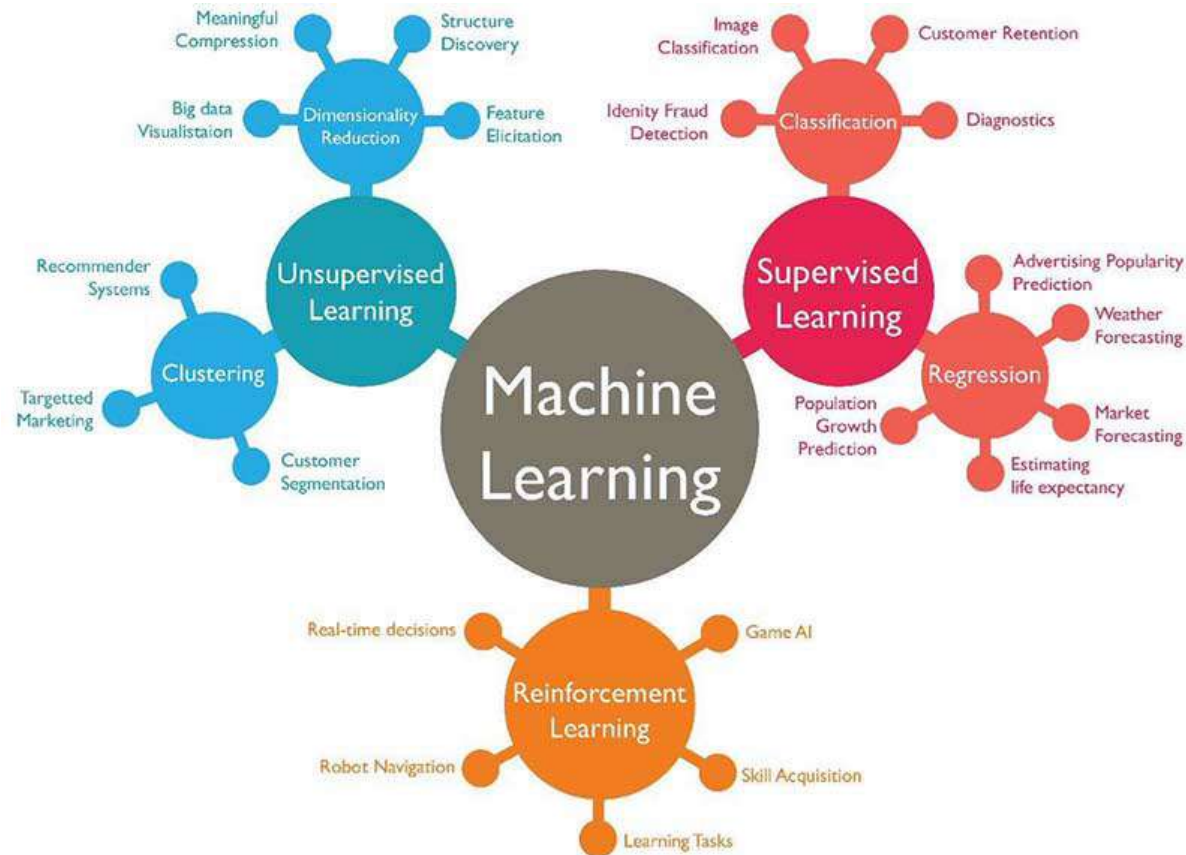 Meaningful
Compression
Structure
Discovery
Big data
Visualistaion
Dimensionality
Reduction
Feature
Elicitation
Image
Classification
Customer Retention
Idenity Fraud
Detection
Classification
Diagnostics
Recommender
Systems
Unsupervised
Learning
Clustering
Targetted
Marketing
Customer
Segmentation
Machine
Learning
Supervised
Learning
Advertising Popularity
Prediction
Weather
Forecasting
Regression
Population
Growth
Prediction
Market
Forecasting
Estimating
life expectancy
Real-time decisions
Game AI
Reinforcement
Learning
Robot Navigation
Skill Acquisition
Learning Tasks